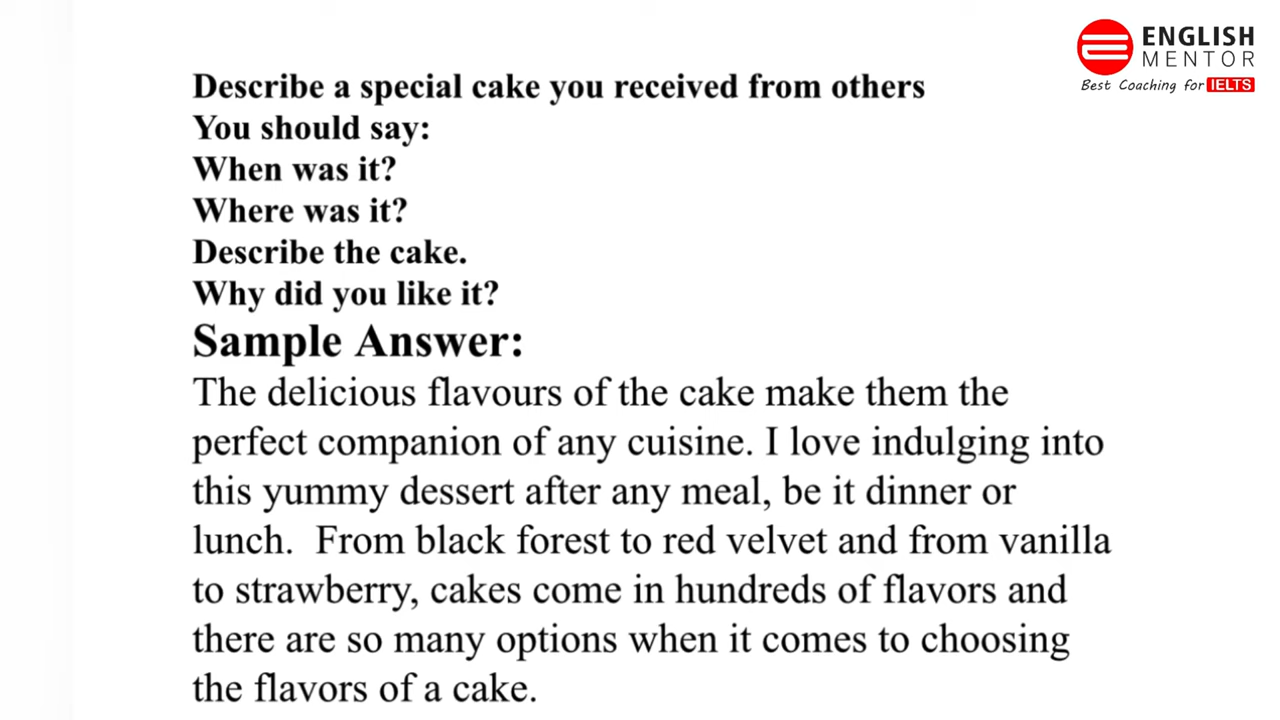 ENGLISH
MENTOR
Best Coaching for IELTS
Describe a special cake you received from others
You should say:
When was it?
Where was it?
Describe the cake.
Why did you like it?
Sample Answer:
The delicious flavours of the cake make them the
perfect companion of any cuisine. I love indulging into
this yummy dessert after any meal, be it dinner or
lunch.  From black forest to red velvet and from vanilla
to strawberry, cakes come in hundreds of flavors and
there are so many options when it comes to choosing
the flavors of a cake.